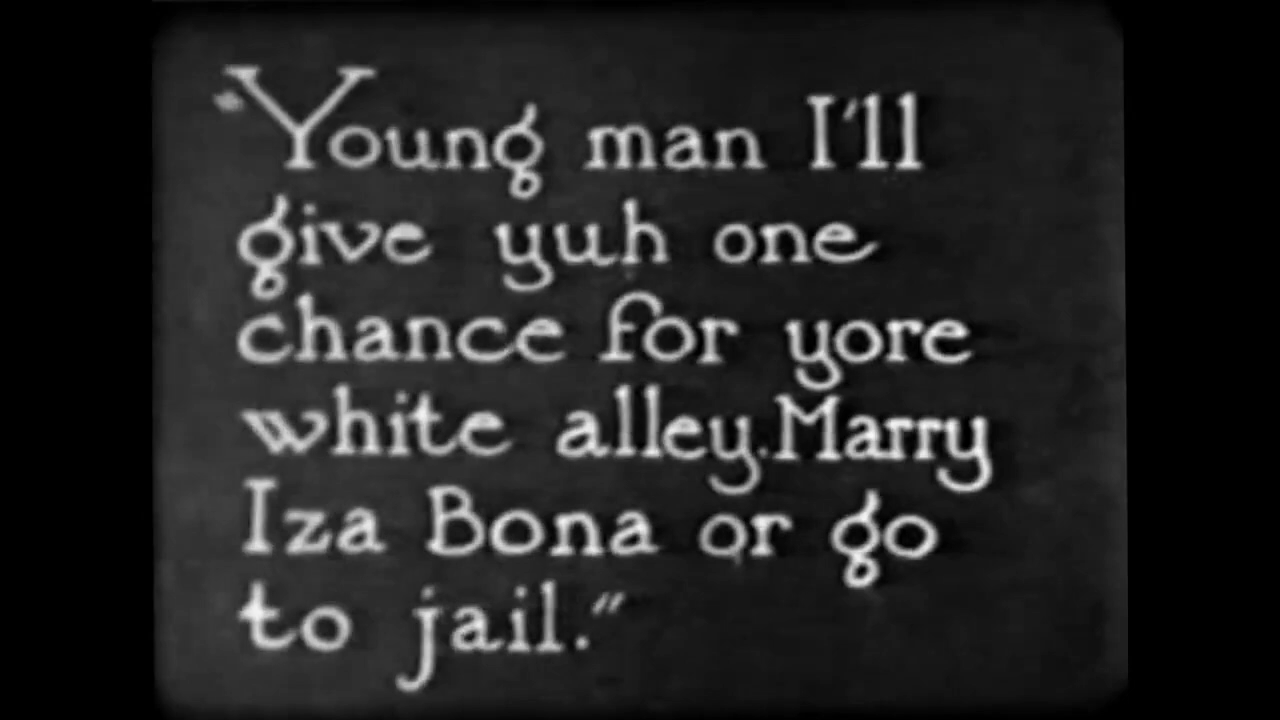 "Young man I'll
give yuh one
chance for yore
white alley. Marry
Iza Bona or go
to jail."